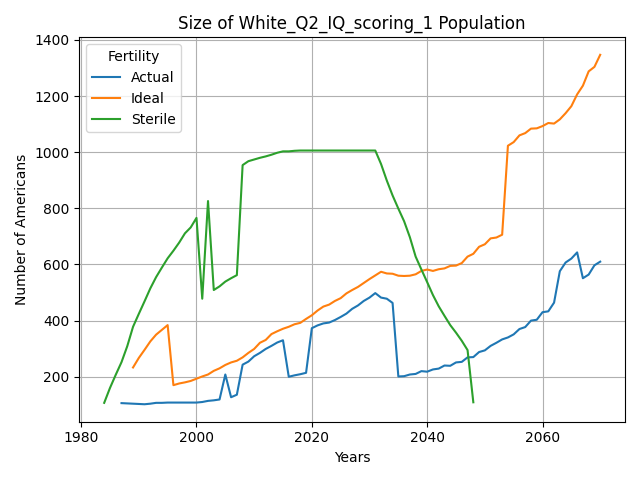 Size of White_Q2_IQ_scoring_1 Population
Fertility
Actual
Ideal
Sterile
Number of Americans
1400
1200
1000
800
600
400
200
1980
2000
2020
2040
2060
Years